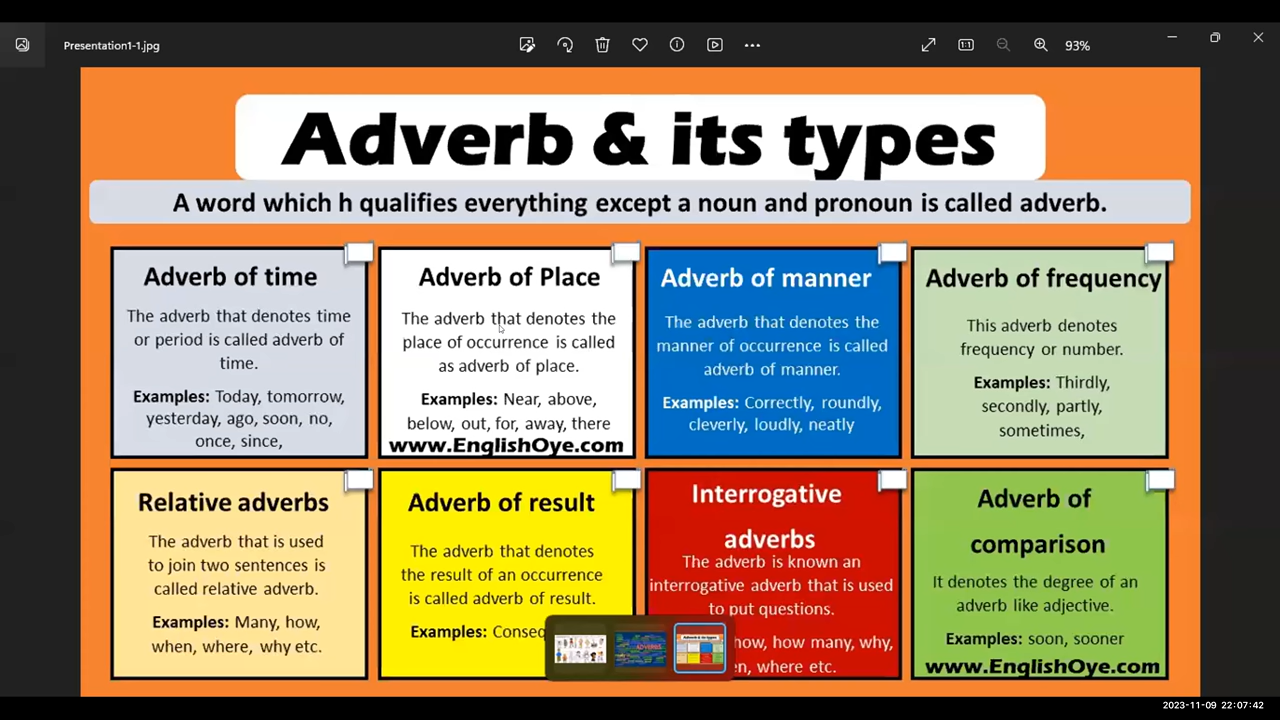 Presentation1-1.jpg
93%
Adverb & its types
A word which h qualifies everything except a noun and pronoun is called adverb.
Adverb of time
The adverb that denotes time
or period is called adverb of
time.
Examples: Today, tomorrow,
yesterday, ago, soon, no,
once, since,
Adverb of Place
The adverb that denotes the
place of occurrence is called
as adverb of place.
Examples: Near, above,
below, out, for, away, there
www.EnglishOye.com
Adverb of manner
The adverb that denotes the
manner of occurrence is called
adverb of manner.
Examples: Correctly, roundly,
cleverly, loudly, neatly
Adverb of frequency
This adverb denotes
frequency or number.
Examples: Thirdly,
secondly, partly,
sometimes,
Relative adverbs
The adverb that is used
to join two sentences is
called relative adverb.
Examples: Many, how,
when, where, why etc.
Adverb of result
The adverb that denotes
the result of an occurrence
is called adverb of result.
Examples: Conseq
Interrogative
adverbs
The adverb is known an
interrogative adverb that is used
to put questions.
how, how many, why,
en, where etc.
Adverb of
comparison
It denotes the degree of an
adverb like adjective.
Examples: soon, sooner
www.EnglishOye.com
2023-11-09 22:07:42